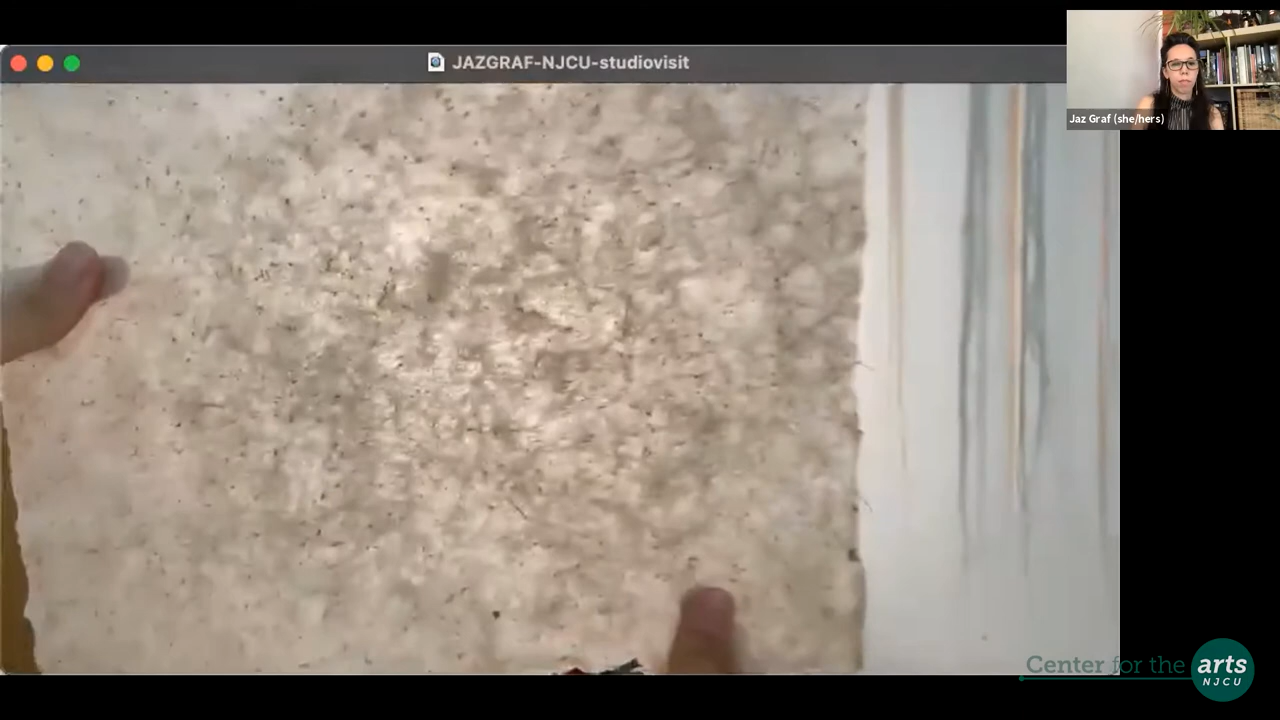 JAZGRAF-NJCU-studiovisit
Jaz Graf (she/hers)
Center for the arts
NJCU